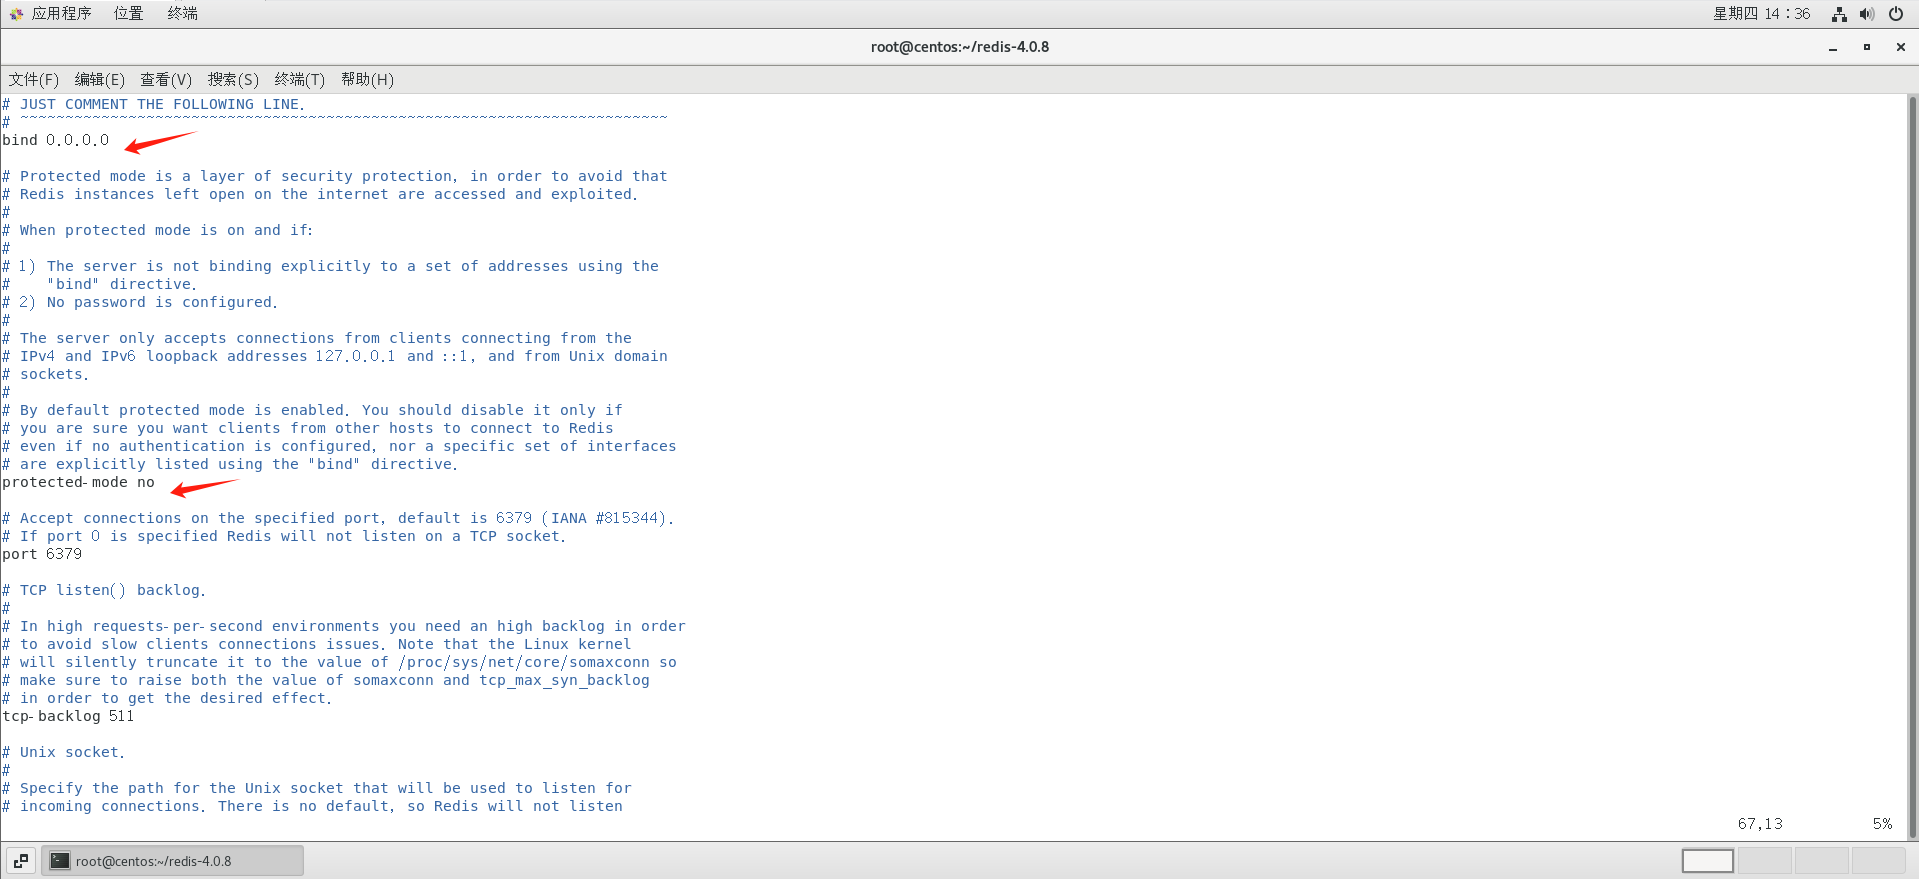 应用程序 位置 终端 星期四 14：36
root@centos:~/redis-4.0.8
文件(F) 编辑(E) 查看(V) 搜索(S) 终端(T) 帮助(H)
# JUST COMMENT THE FOLLOWING LINE.
# ~~~~~~~~~~~~~~~~~~~~~~~~~~~~~~~~~~~~~~~~~~~~~~~~~~~~~~~~~~~~~~~~~~~~~~~~
bind 0.0.0.0
# Protected mode is a layer of security protection, in order to avoid that
# Redis instances left open on the internet are accessed and exploited.
#
# When protected mode is on and if:
#
# 1) The server is not binding explicitly to a set of addresses using the
#    "bind" directive.
# 2) No password is configured.
#
# The server only accepts connections from clients connecting from the
# IPv4 and IPv6 loopback addresses 127.0.0.1 and ::1, and from Unix domain
# sockets.
#
# By default protected mode is enabled. You should disable it only if
# you are sure you want clients from other hosts to connect to Redis
# even if no authentication is configured, nor a specific set of interfaces
# are explicitly listed using the "bind" directive.
protected-mode no
# Accept connections on the specified port, default is 6379 (IANA #815344).
# If port 0 is specified Redis will not listen on a TCP socket.
port 6379
# TCP listen() backlog.
#
# In high requests-per-second environments you need an high backlog in order
# to avoid slow clients connections issues. Note that the Linux kernel
# will silently truncate it to the value of /proc/sys/net/core/somaxconn so
# make sure to raise both the value of somaxconn and tcp_max_syn_backlog
# in order to get the desired effect.
tcp-backlog 511
# Unix socket.
#
# Specify the path for the Unix socket that will be used to listen for
# incoming connections. There is no default, so Redis will not listen
67,13 5%
root@centos:~/redis-4.0.8